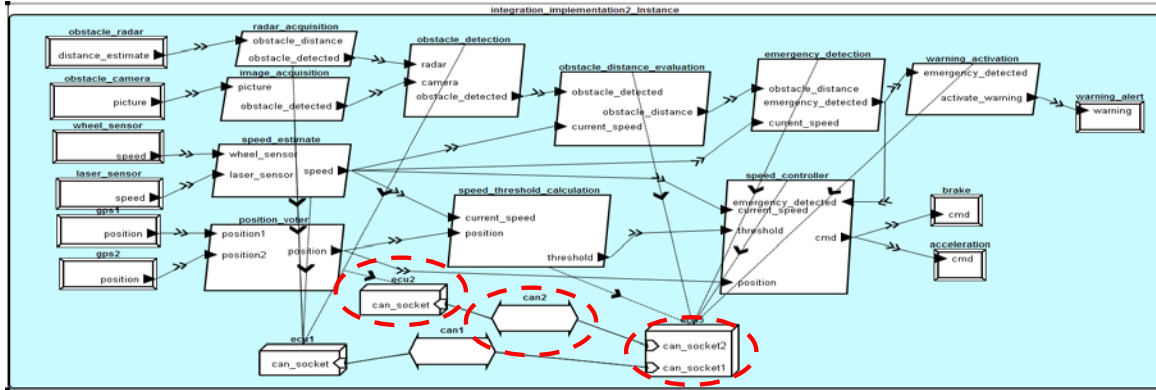 integration_implementation2_Instance
obstacle_radar
distance_estimate
radar_acquisition
obstacle_distance
obstacle_detected
obstacle_detection
radar
camera
obstacle_detected
obstacle_camera
picture
image_acquisition
picture
obstacle_detected
obstacle_distance_evaluation
obstacle_detected
obstacle_distance
current_speed
emergency_detection
obstacle_distance
emergency_detected
current_speed
warning_activation
emergency_detected
activate_warning
warning_alert
warning
wheel_sensor
speed
speed_estimate
wheel_sensor
laser_sensor
speed
laser_sensor
speed
speed_threshold_calculation
current_speed
position
threshold
speed_controller
emergency_detected
current_speed
threshold
cmd
position
brake
cmd
acceleration
cmd
gps1
position
position_voter
position1
position2
position
gps2
position
ecu2
can_socket
can2
can1
ecu1
can_socket
can_socket2
can_socket1